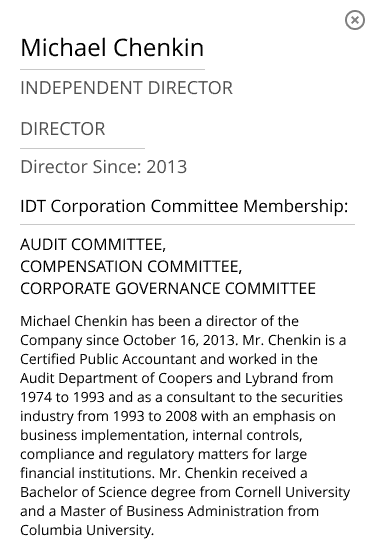 Michael Chenkin
INDEPENDENT DIRECTOR
DIRECTOR
Director Since: 2013
IDT Corporation Committee Membership:
AUDIT COMMITTEE,
COMPENSATION COMMITTEE,
CORPORATE GOVERNANCE COMMITTEE
Michael Chenkin has been a director of the
Company since October 16, 2013. Mr. Chenkin is a
Certified Public Accountant and worked in the
Audit Department of Coopers and Lybrand from
1974 to 1993 and as a consultant to the securities
industry from 1993 to 2008 with an emphasis on
business implementation, internal controls,
compliance and regulatory matters for large
financial institutions. Mr. Chenkin received a
Bachelor of Science degree from Cornell University
and a Master of Business Administration from
Columbia University.